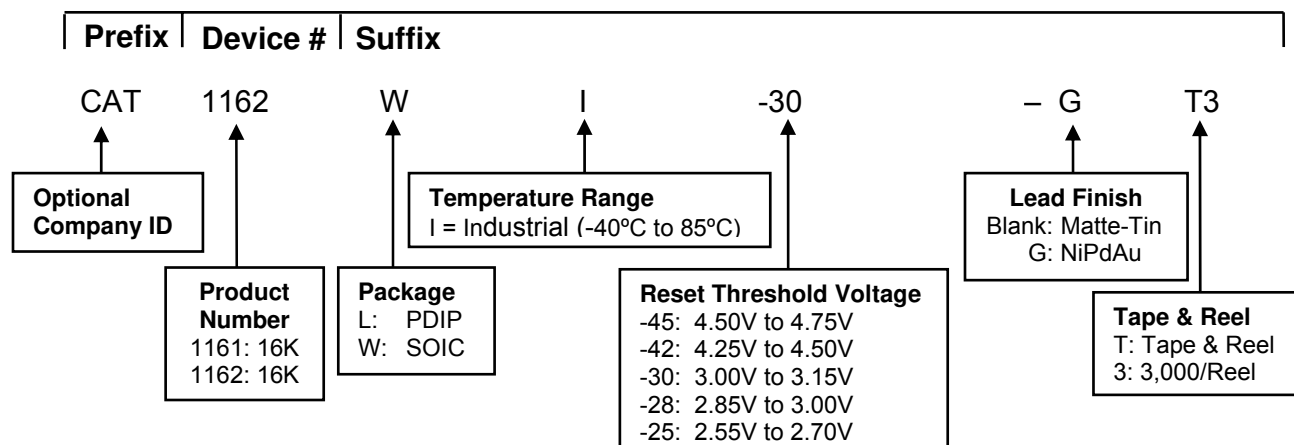 Prefix Device # Suffix
CAT 1162 W I -30 – G T3
Optional
Company ID
Temperature Range
I = Industrial (-40ºC to 85ºC)
Lead Finish
Blank: Matte-Tin
G: NiPdAu
Product
Number
1161: 16K
1162: 16K
Package
L: PDIP
W: SOIC
Reset Threshold Voltage
-45: 4.50V to 4.75V
-42: 4.25V to 4.50V
-30: 3.00V to 3.15V
-28: 2.85V to 3.00V
-25: 2.55V to 2.70V
Tape & Reel
T: Tape & Reel
3: 3,000/Reel